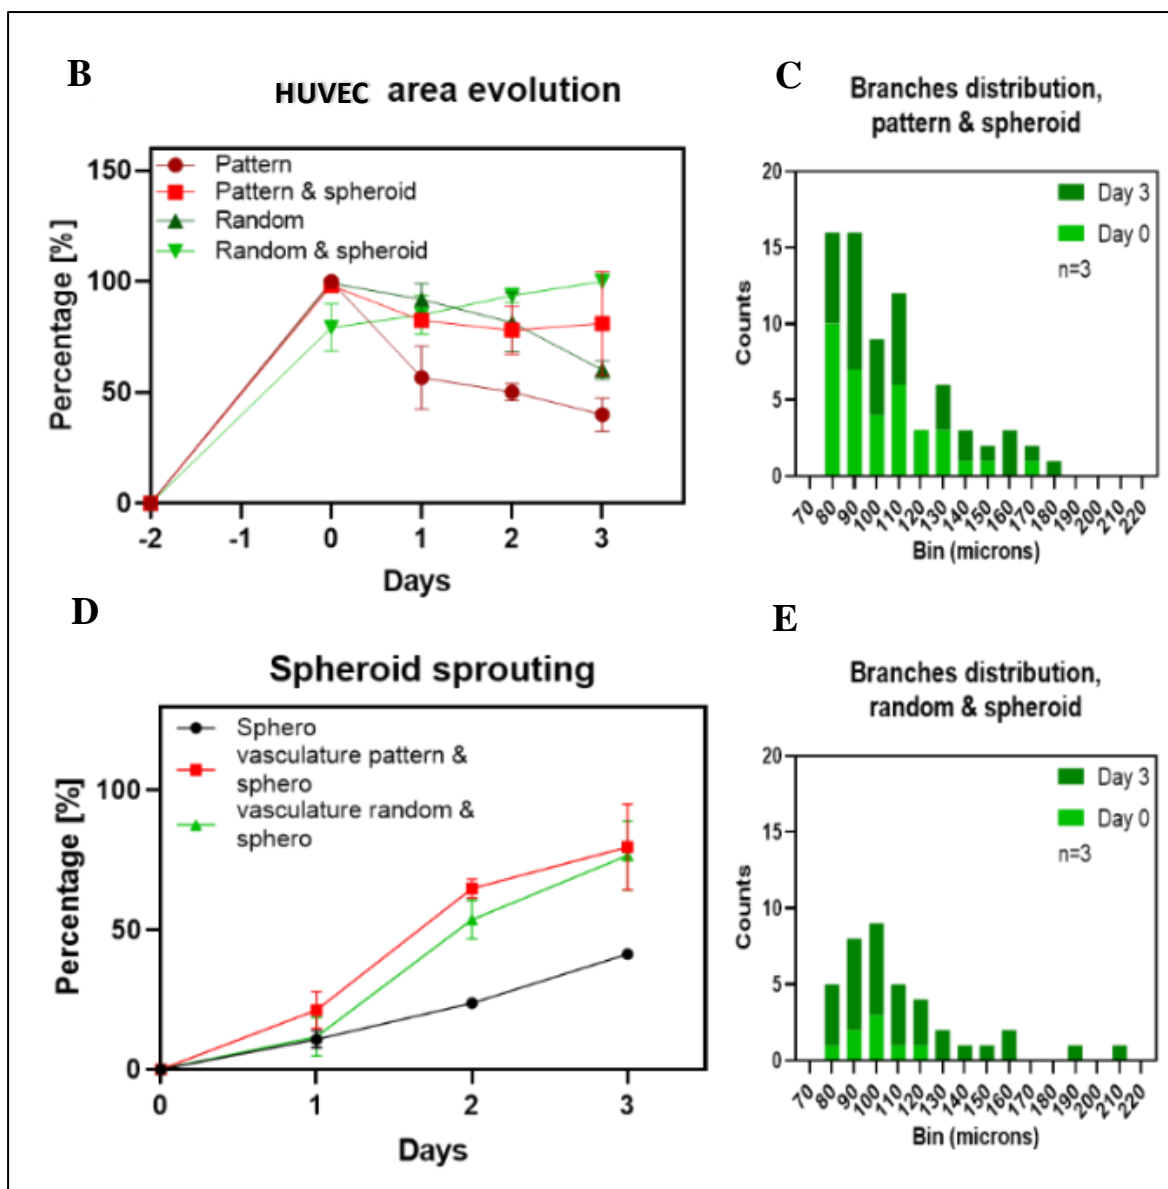 B
HUVEC area evolution
Percentage [%]
150
100
50
0
Pattern
Pattern & spheroid
Random
Random & spheroid
-2 -1 0 1 2 3
Days
C
Branches distribution,
pattern & spheroid
Counts
20
15
10
5
0
Day 3
Day 0
n=3
70 80 90 100 110 120 130 140 150 160 170 180 190 200 210 220
Bin (microns)
D
Spheroid sprouting
Percentage [%]
100
50
0
Sphero
vasculature pattern &
sphero
vasculature random &
sphero
0 1 2 3
Days
E
Branches distribution,
random & spheroid
Counts
20
15
10
5
0
Day 3
Day 0
n=3
70 80 90 100 110 120 130 140 150 160 170 180 190 200 210 220
Bin (microns)